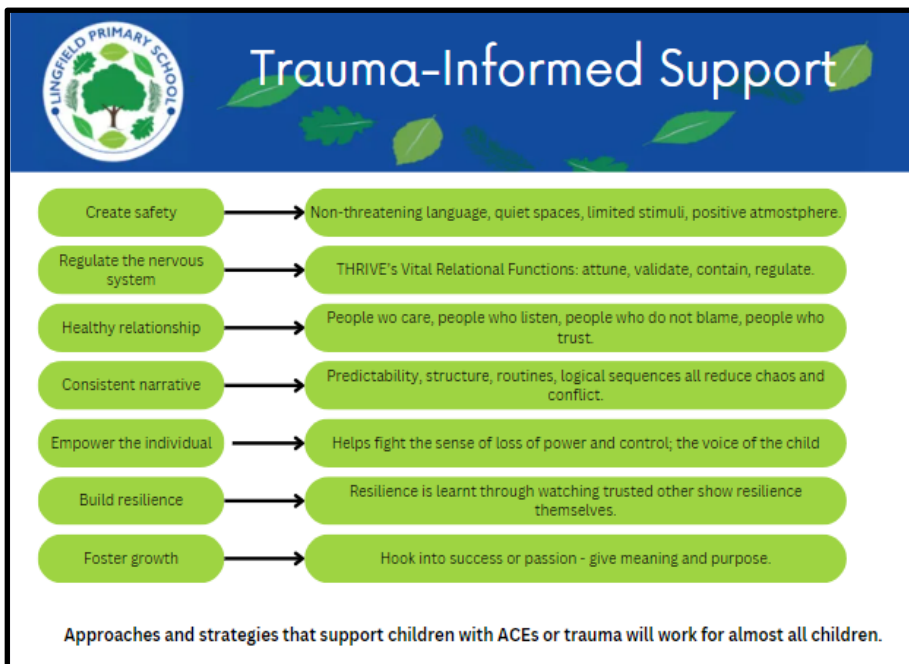 LINGFIELD PRIMARY SCHOOL
Trauma-Informed Support
Create safety
Non-threatening language, quiet spaces, limited stimuli, positive atmostphere.
Regulate the nervous
system
THRIVE's Vital Relational Functions: attune, validate, contain, regulate.
Healthy relationship
People wo care, people who listen, people who do not blame, people who
trust.
Consistent narrative
Predictability, structure, routines, logical sequences all reduce chaos and
conflict.
Empower the individual
Helps fight the sense of loss of power and control; the voice of the child
Build resilience
Resilience is learnt through watching trusted other show resilience
themselves.
Foster growth
Hook into success or passion - give meaning and purpose.
Approaches and strategies that support children with ACEs or trauma will work for almost all children.